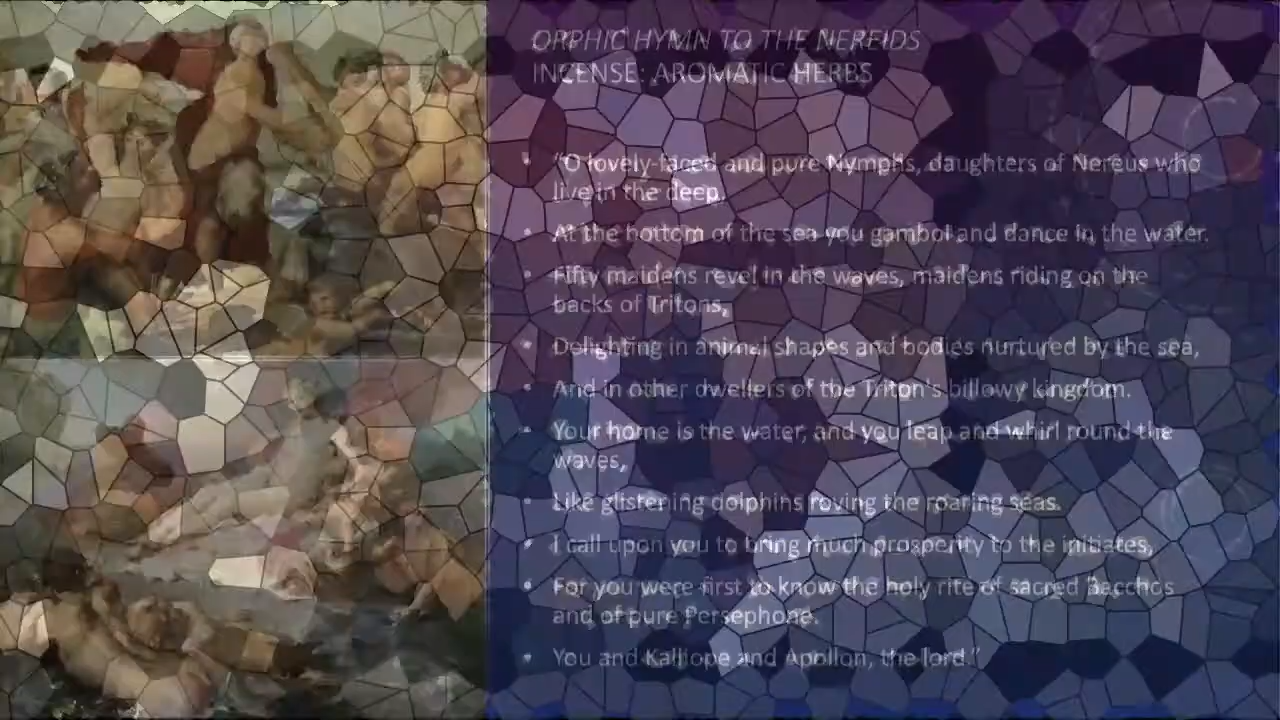 ORPHIC HYMN TO THE NEREIDS
INCENSE: AROMATIC HERBS
• "O lovely-faced and pure Nymphs, daughters of Nereus who
live in the deep,
• At the bottom of the sea you gambol and dance in the water.
• Fifty maidens revel in the waves, maidens riding on the
backs of Tritons,
• Delighting in animal shapes and bodies nurtured by the sea,
• And in other dwellers of the Triton's billowy kingdom.
• Your home is the water, and you leap and whirl round the
waves,
• Like glistening dolphins roving the roaring seas.
• I call upon you to bring much prosperity to the initiates,
• For you were first to know the holy rite of sacred Bacchos
and of pure Persephone.
• You and Kalliope and Apollon, the lord."